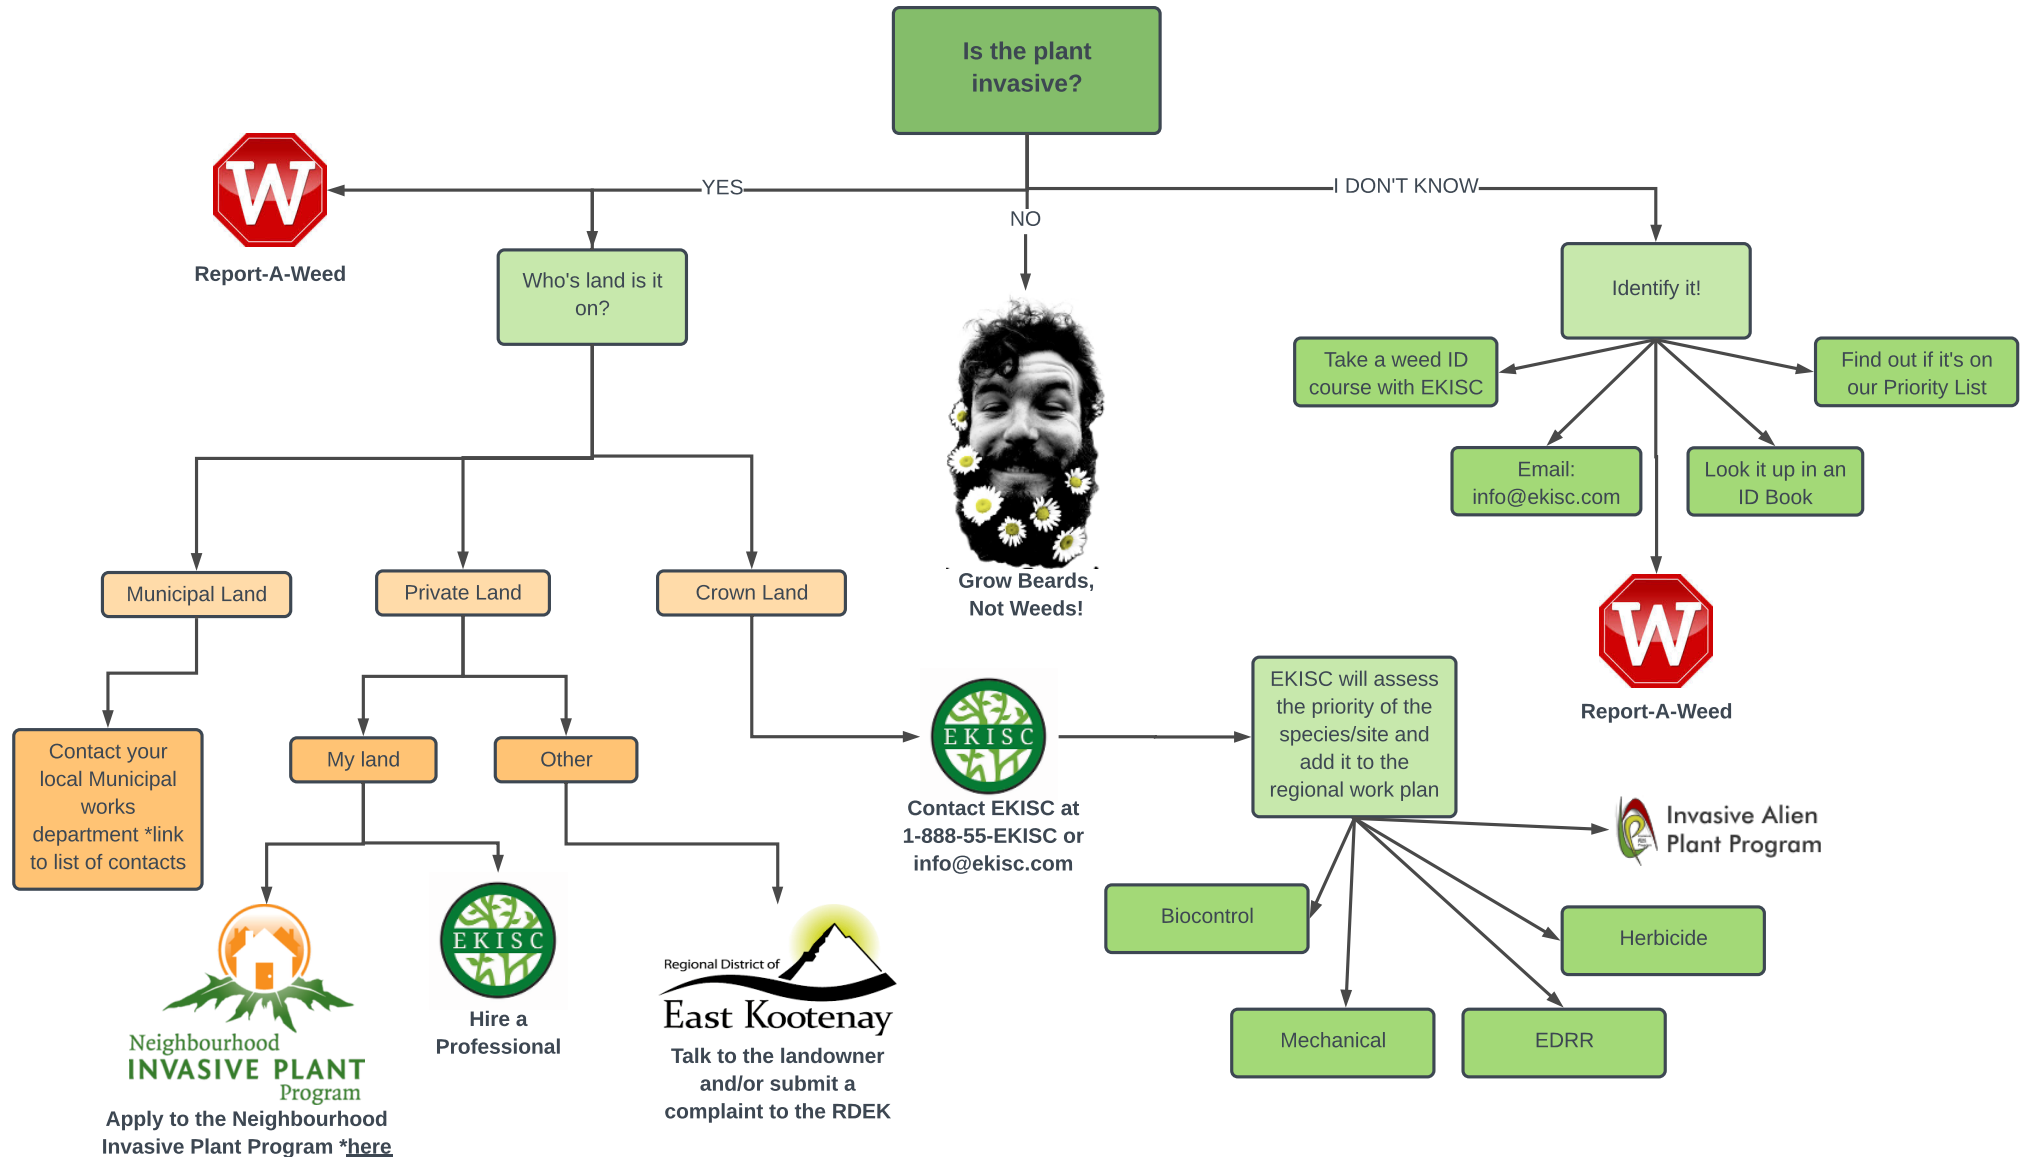 Is the plant
invasive?
YES
NO
I DON'T KNOW
W
Report-A-Weed
Who's land is it
on?
Identify it!
Take a weed ID
course with EKISC
Find out if it's on
our Priority List
Email:
info@ekisc.com
Look it up in an
ID Book
W
Report-A-Weed
Grow Beards,
Not Weeds!
Municipal Land
Private Land
Crown Land
Contact your
local Municipal
works
department *link
to list of contacts
My land
Other
EKISC
Contact EKISC at
1-888-55-EKISC or
info@ekisc.com
EKISC will assess
the priority of the
species/site and
add it to the
regional work plan
Invasive Alien
Plant Program
Biocontrol
Herbicide
Mechanical
EDRR
Neighbourhood
INVASIVE PLANT
Program
Apply to the Neighbourhood
Invasive Plant Program *here
EKISC
Hire a
Professional
Regional District of
East Kootenay
Talk to the landowner
and/or submit a
complaint to the RDEK